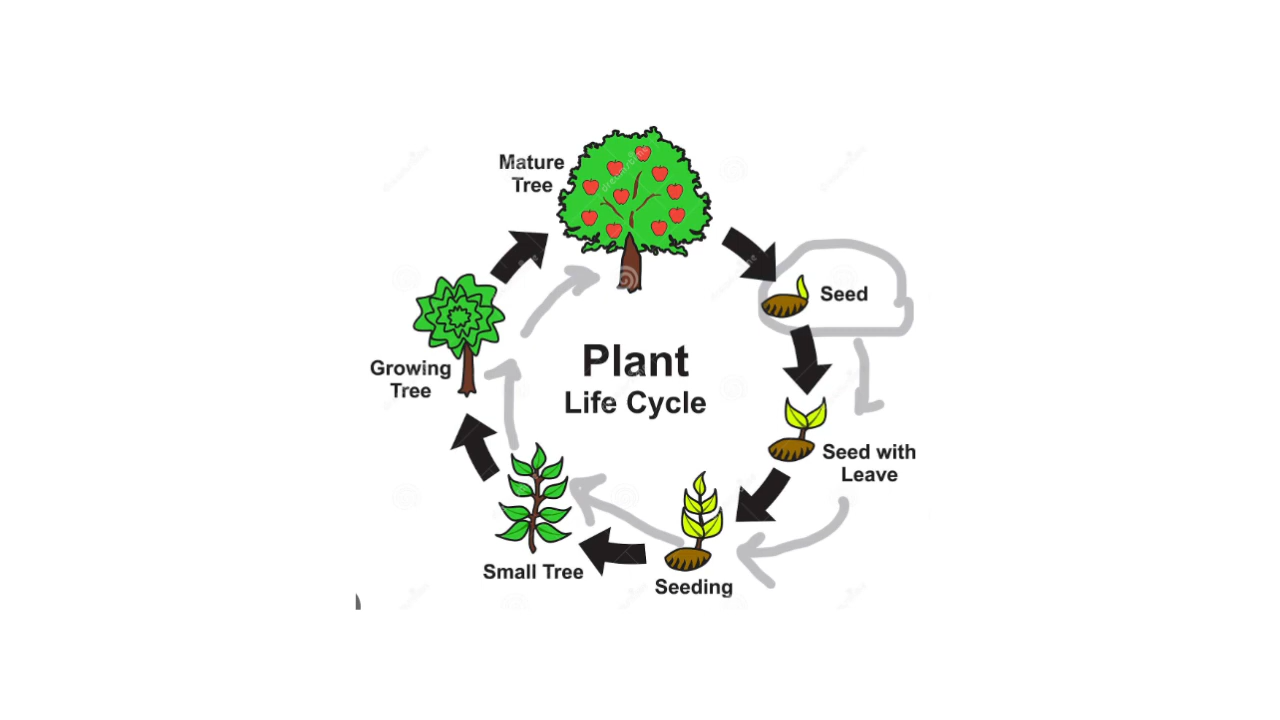 Mature
Tree
Seed
Plant
Life Cycle
Growing
Tree
Seed with
Leave
Small Tree
Seeding